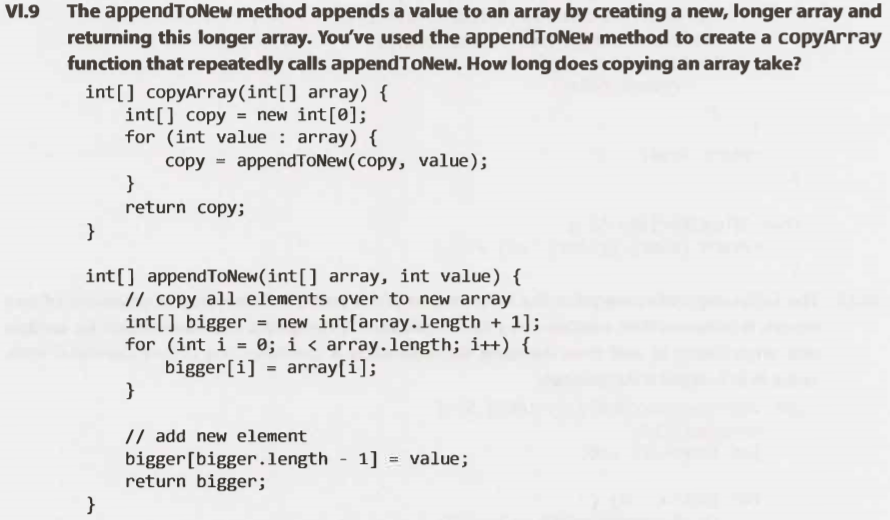 VI.9 The appendToNew method appends a value to an array by creating a new, longer array and
returning this longer array. You've used the appendToNew method to create a copyArray
function that repeatedly calls appendToNew. How long does copying an array take?
int[] copyArray(int[] array) {
    int[] copy = new int[0];
    for (int value : array) {
        copy = appendToNew(copy, value);
    }
    return copy;
}

int[] appendToNew(int[] array, int value) {
    // copy all elements over to new array
    int[] bigger = new int[array.length + 1];
    for (int i = 0; i < array.length; i++) {
        bigger[i] = array[i];
    }

    // add new element
    bigger[bigger.length - 1] = value;
    return bigger;
}